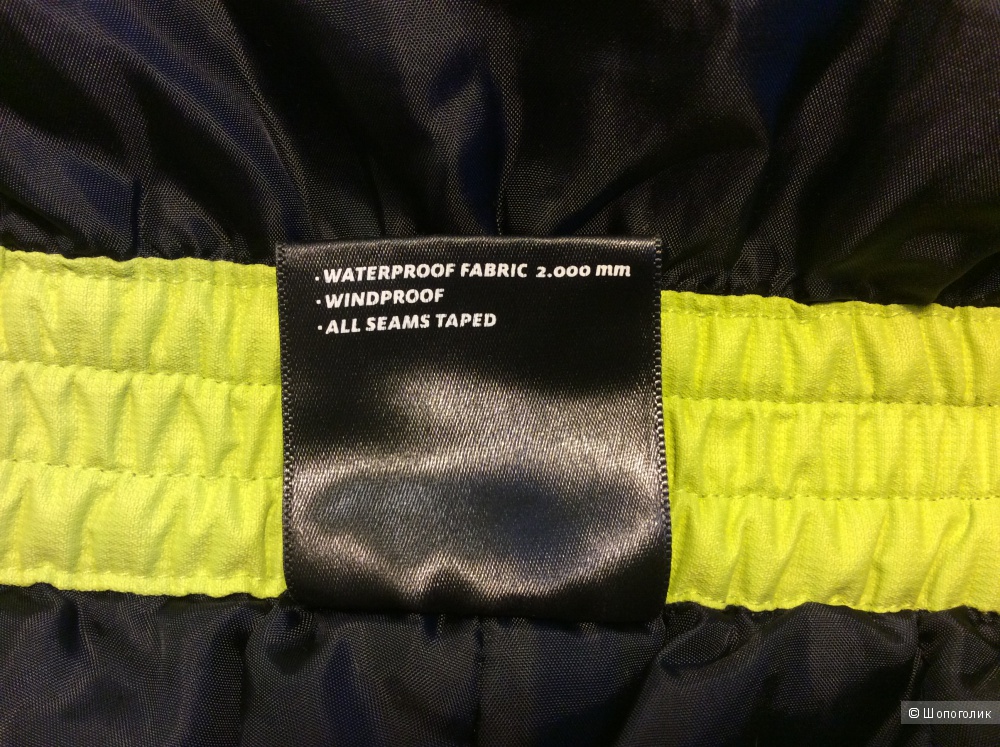 · WATERPROOF FABRIC 2.000 mm
· WINDPROOF
· ALL SEAMS TAPED
© Шопоголик